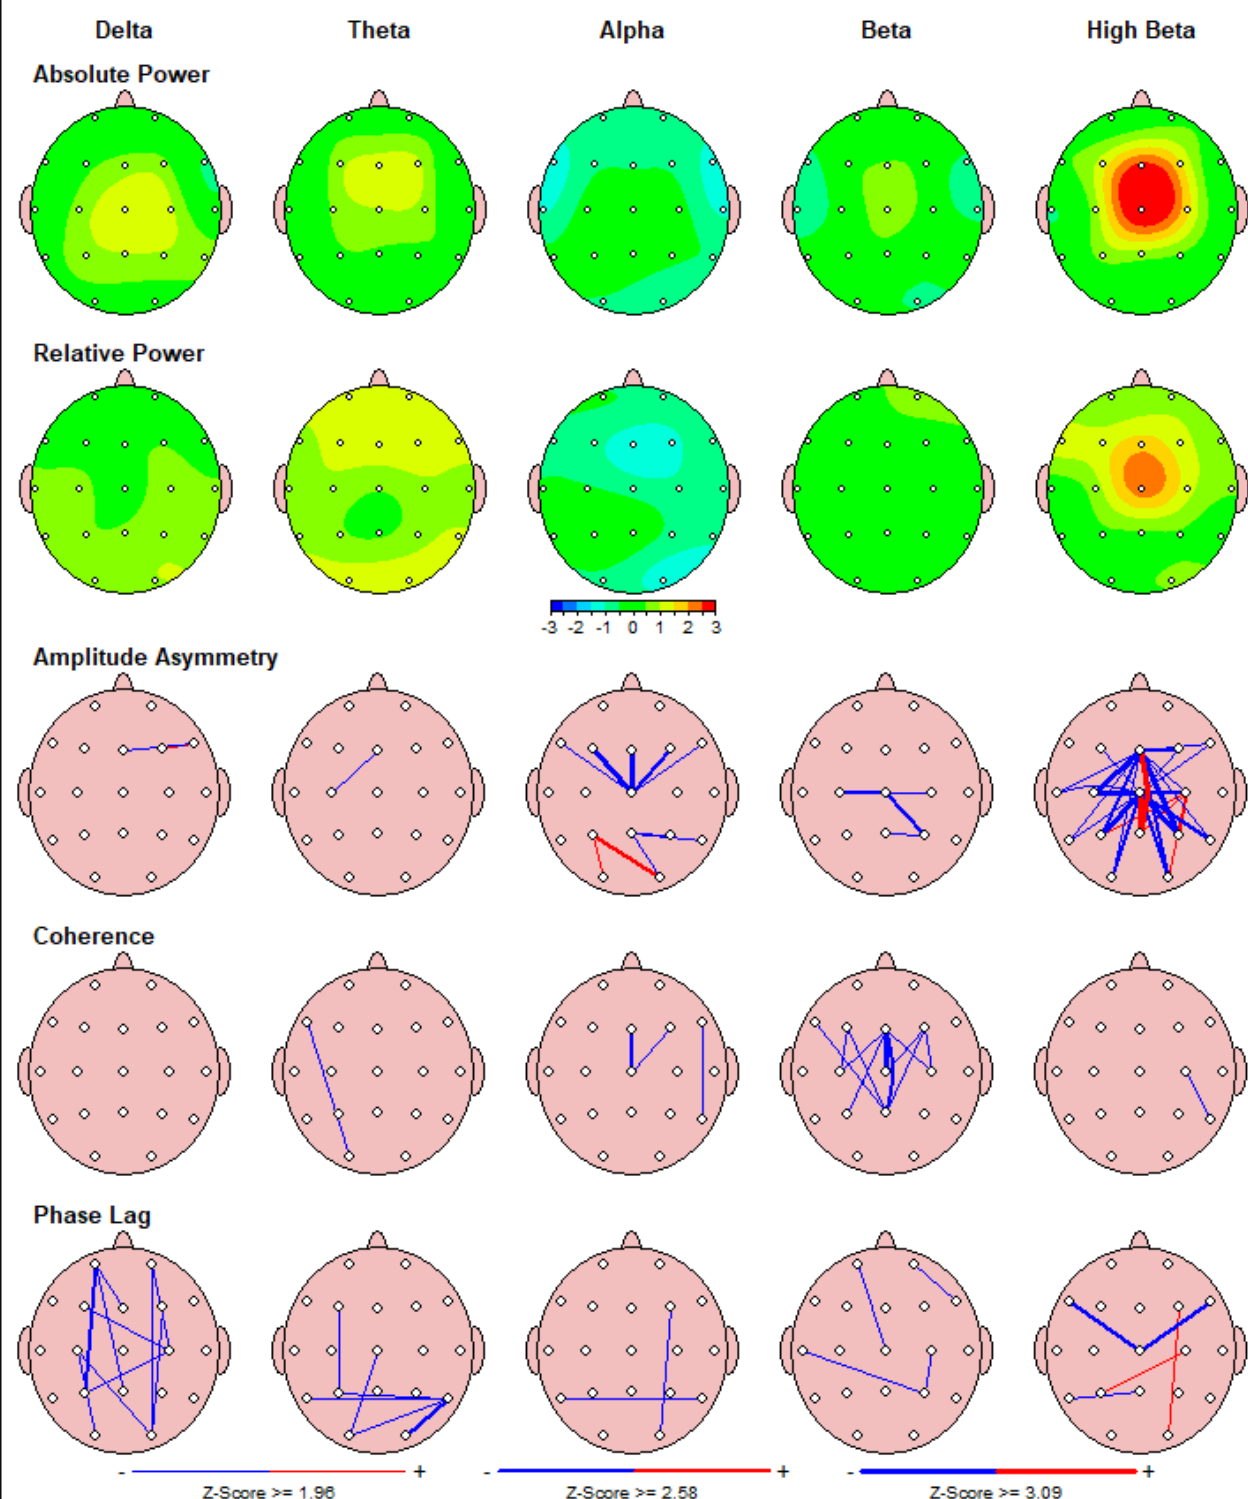 Delta Theta Alpha Beta High Beta
Absolute Power
Relative Power
-3 -2 -1 0 1 2 3
Amplitude Asymmetry
Coherence
Phase Lag
- + - + - +
Z-Score >= 1.96 Z-Score >= 2.58 Z-Score >= 3.09